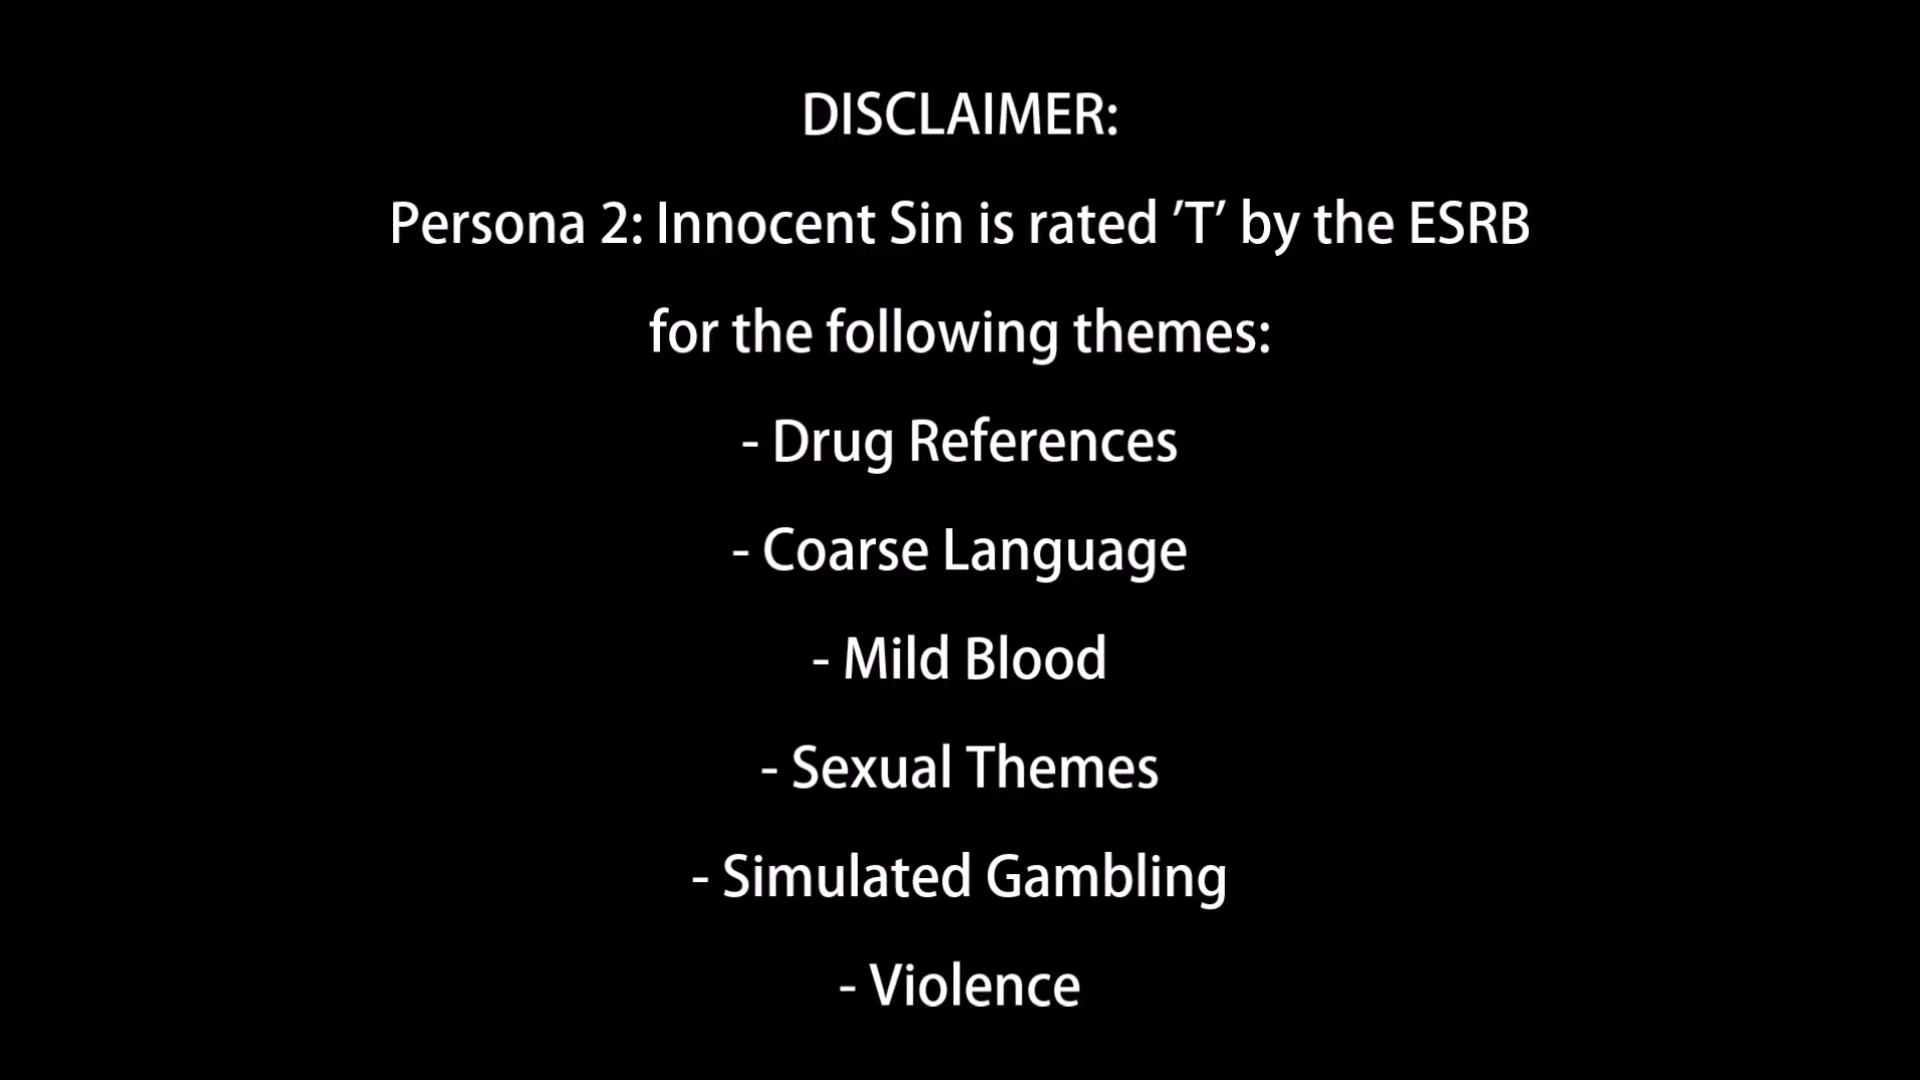 DISCLAIMER:
Persona 2: Innocent Sin is rated 'T' by the ESRB
for the following themes:
- Drug References
- Coarse Language
- Mild Blood
- Sexual Themes
- Simulated Gambling
- Violence